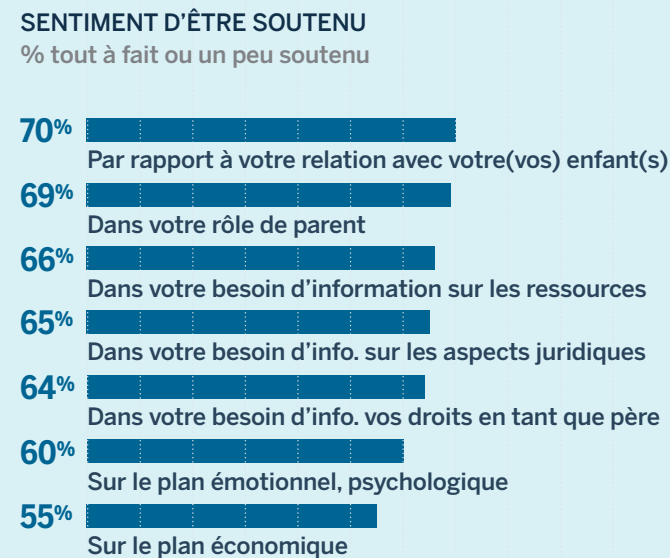 SENTIMENT D’ÊTRE SOUTENU
% tout à fait ou un peu soutenu
70%
Par rapport à votre relation avec votre(vos) enfant(s)
69%
Dans votre rôle de parent
66%
Dans votre besoin d’information sur les ressources
65%
Dans votre besoin d’info. sur les aspects juridiques
64%
Dans votre besoin d’info. vos droits en tant que père
60%
Sur le plan émotionnel, psychologique
55%
Sur le plan économique